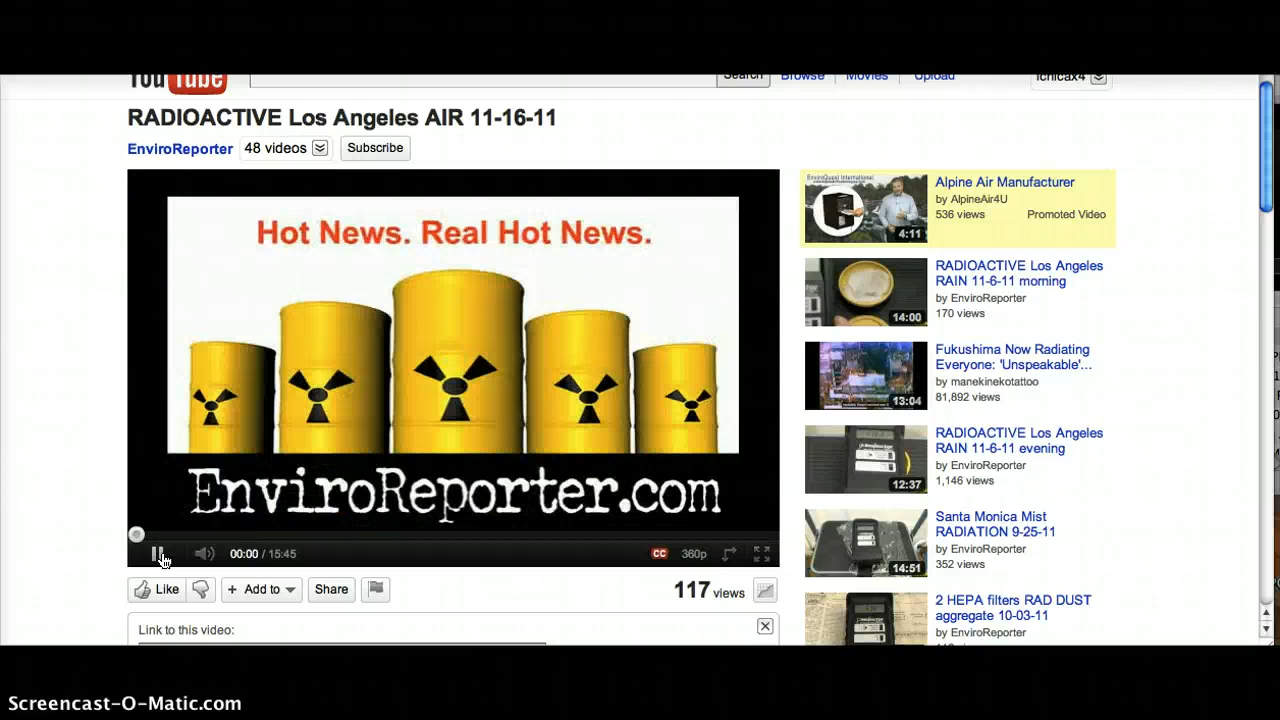 YouTube
Search
Browse
Movies
Upload
ichicax4
RADIOACTIVE Los Angeles AIR 11-16-11
EnviroReporter
48 videos
Subscribe
Hot News. Real Hot News.
EnviroReporter.com
00:00 / 15:45
CC
360p
Like
+ Add to
Share
117 views
Link to this video:
EnviroQuest International
4:11
Alpine Air Manufacturer
by AlpineAir4U
536 views
Promoted Video
14:00
RADIOACTIVE Los Angeles
RAIN 11-6-11 morning
by EnviroReporter
170 views
13:04
Fukushima Now Radiating
Everyone: 'Unspeakable'...
by manekinekotattoo
81,892 views
12:37
RADIOACTIVE Los Angeles
RAIN 11-6-11 evening
by EnviroReporter
1,146 views
14:51
Santa Monica Mist
RADIATION 9-25-11
by EnviroReporter
352 views
2 HEPA filters RAD DUST
aggregate 10-03-11
by EnviroReporter
Screencast-O-Matic.com